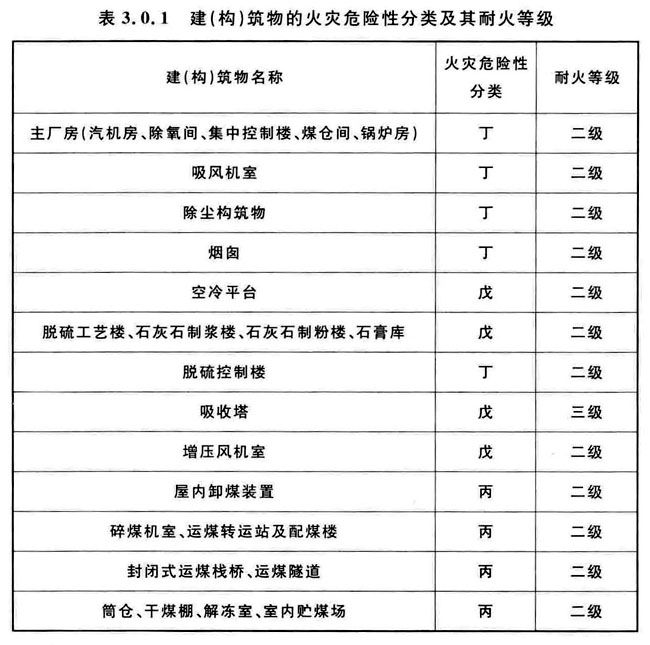 表 3.0.1 建(构)筑物的火灾危险性分类及其耐火等级
建(构)筑物名称 火灾危险性分类 耐火等级
主厂房(汽机房、除氧间、集中控制楼、煤仓间、锅炉房) 丁 二级
吸风机室 丁 二级
除尘构筑物 丁 二级
烟囱 丁 二级
空冷平台 戊 二级
脱硫工艺楼、石灰石制浆楼、石灰石制粉楼、石膏库 戊 二级
脱硫控制楼 丁 二级
吸收塔 戊 三级
增压风机室 戊 二级
屋内卸煤装置 丙 二级
碎煤机室、运煤转运站及配煤楼 丙 二级
封闭式运煤栈桥、运煤隧道 丙 二级
筒仓、干煤棚、解冻室、室内贮煤场 丙 二级